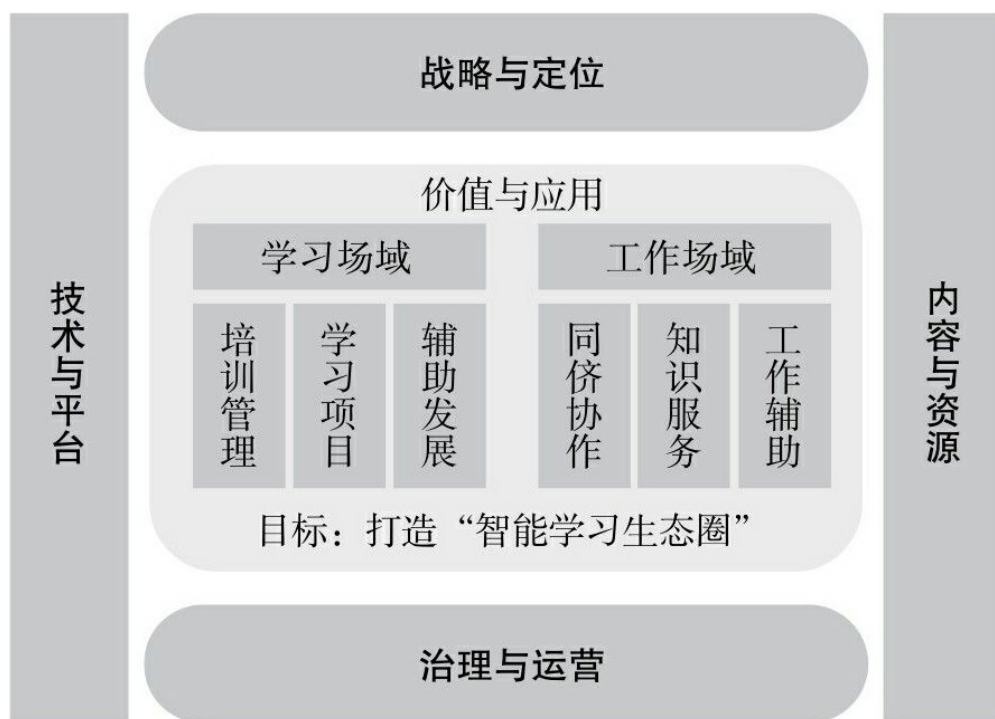 战略与定位
技术与平台
价值与应用
学习场域
工作场域
培训管理
学习项目
辅助发展
同侪协作
知识服务
工作辅助
目标：打造“智能学习生态圈”
内容与资源
治理与运营